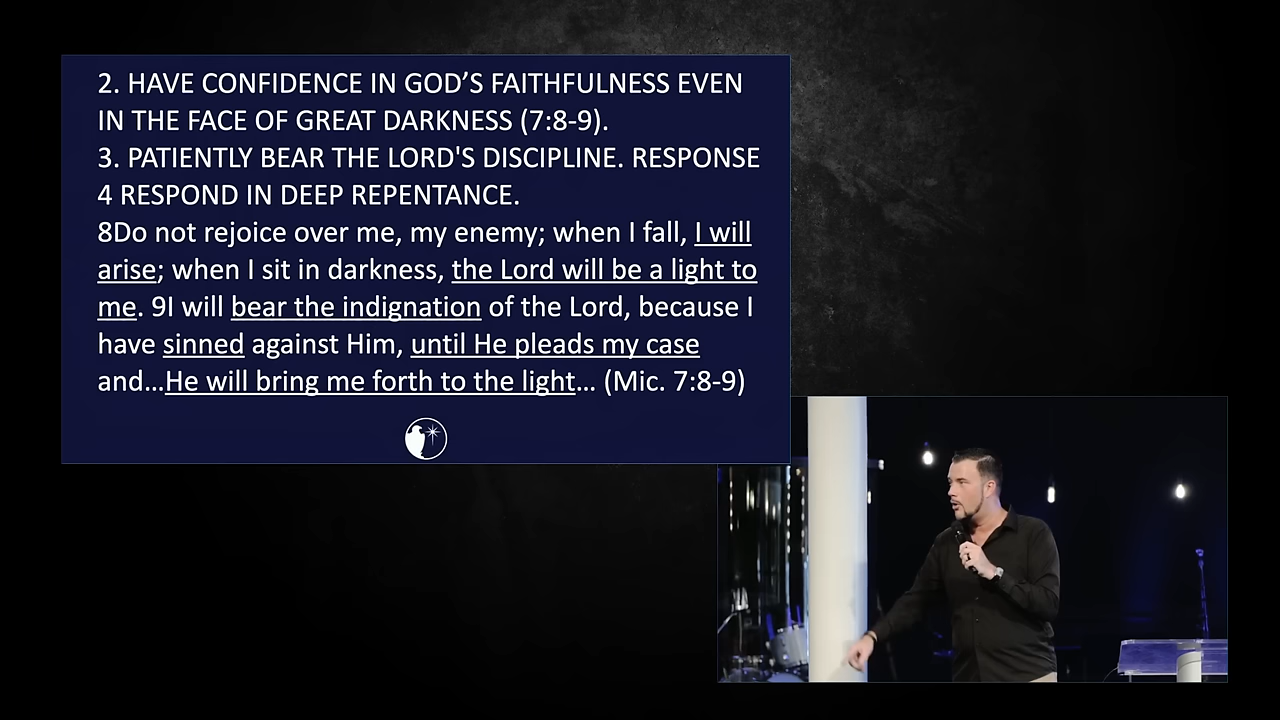 2. HAVE CONFIDENCE IN GOD’S FAITHFULNESS EVEN
IN THE FACE OF GREAT DARKNESS (7:8-9).
3. PATIENTLY BEAR THE LORD'S DISCIPLINE. RESPONSE
4 RESPOND IN DEEP REPENTANCE.
8Do not rejoice over me, my enemy; when I fall, I will
arise; when I sit in darkness, the Lord will be a light to
me. 9I will bear the indignation of the Lord, because I
have sinned against Him, until He pleads my case
and…He will bring me forth to the light… (Mic. 7:8-9)